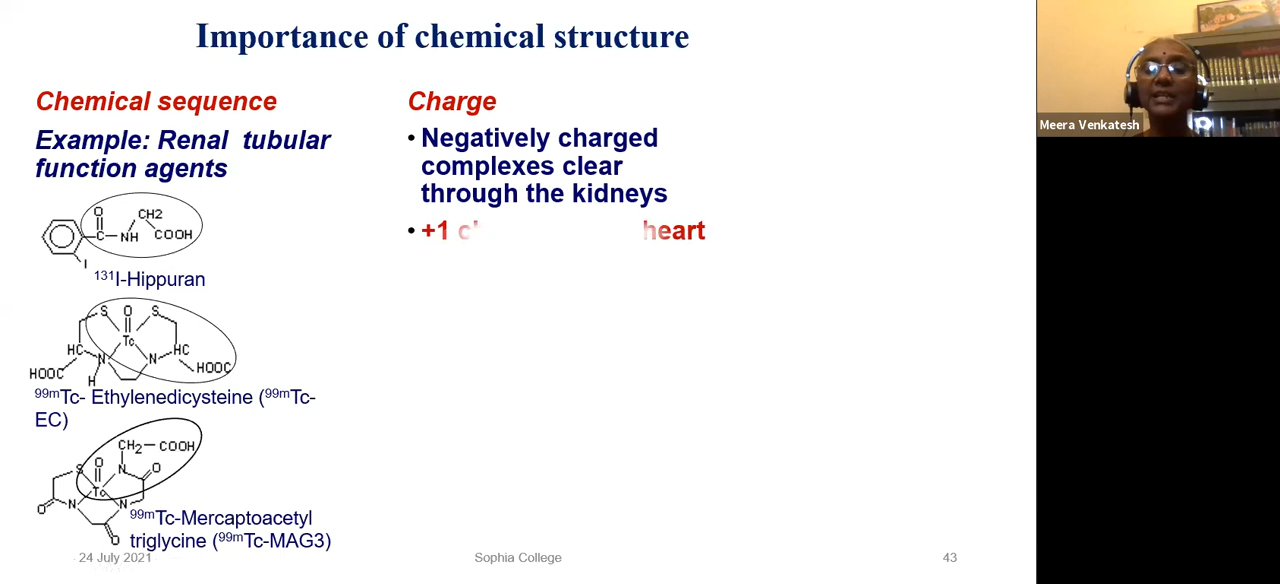 Importance of chemical structure
Chemical sequence
Example: Renal tubular
function agents
O
CH2
C
NH
COOH
I
¹³¹I-Hippuran
S
O
S
Tc
HC
N
N
HC
HOOC
H
HOOC
⁹⁹ᵐTc- Ethylenedicysteine (⁹⁹ᵐTc-
EC)
CH₂—COOH
S
O
N
O
Tc
O
N
N
O
⁹⁹ᵐTc-Mercaptoacetyl
triglycine (⁹⁹ᵐTc-MAG3)
Charge
• Negatively charged
complexes clear
through the kidneys
• +1 heart
Meera Venkatesh
24 July 2021
Sophia College
43